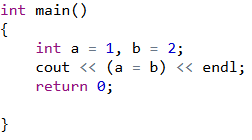 int main()
{
    int a = 1, b = 2;
    cout << (a = b) << endl;
    return 0;

}